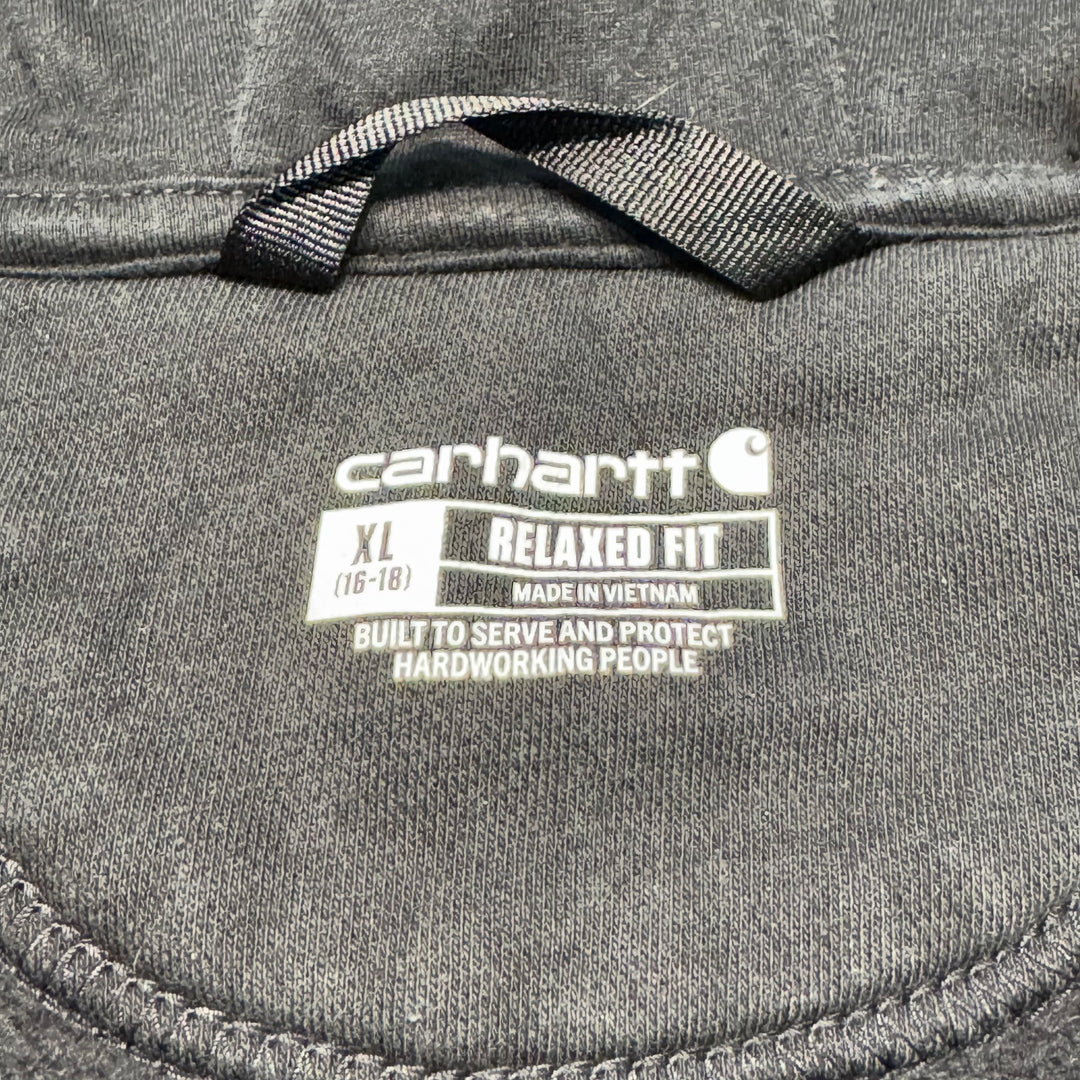 carhartt
XL
(16-18)
RELAXED FIT
MADE IN VIETNAM
BUILT TO SERVE AND PROTECT
HARDWORKING PEOPLE